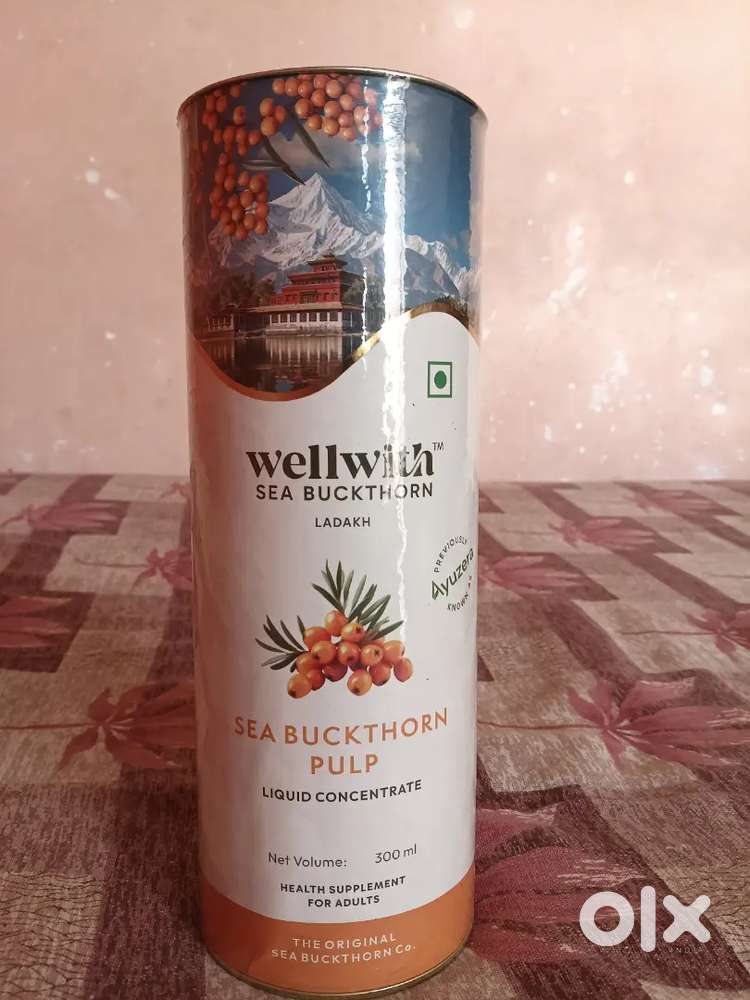 wellwith™
SEA BUCKTHORN
LADAKH
PREVIOUSLY
Ayuzera
KNOWN
SEA BUCKTHORN
PULP
LIQUID CONCENTRATE
Net Volume: 300 ml
HEALTH SUPPLEMENT
FOR ADULTS
THE ORIGINAL
SEA BUCKTHORN Co.
olx
INDIA